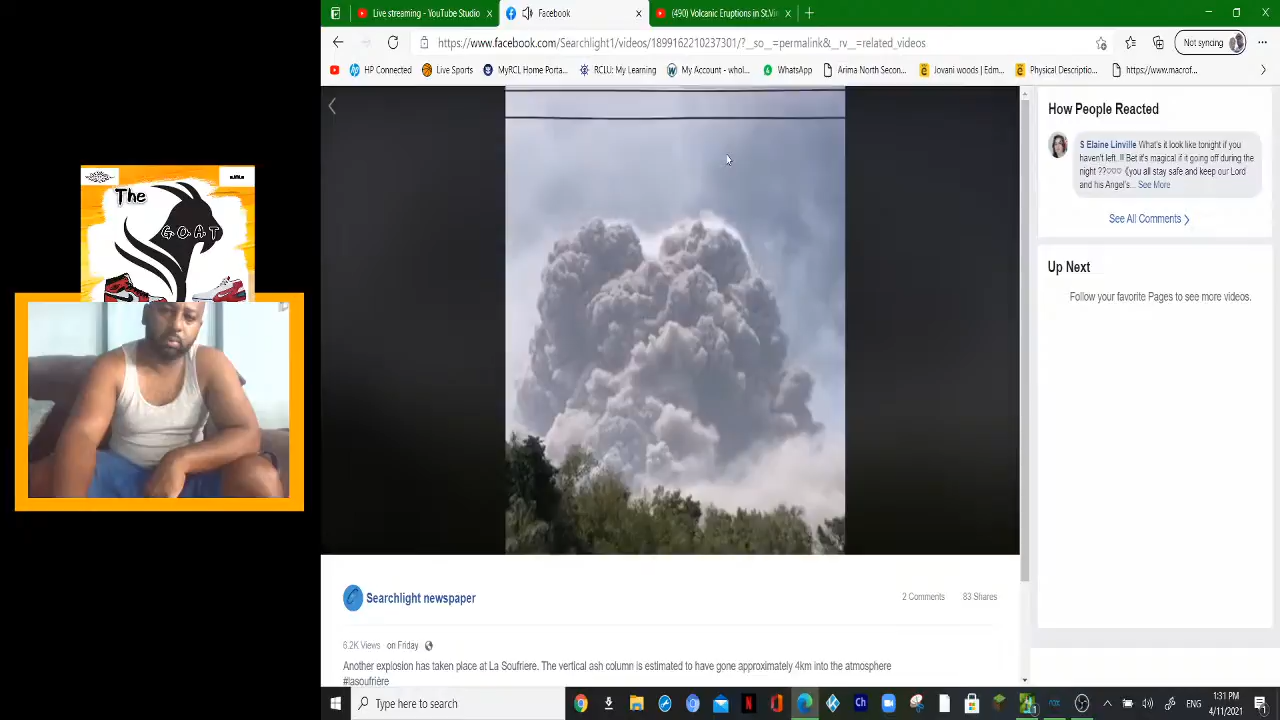 Live streaming - YouTube Studio
Facebook
(490) Volcanic Eruptions in St.Vin
https://www.facebook.com/Searchlight1/videos/1899162210237301/?__so__=permalink&__rv__=related_videos
Not syncing
HP Connected
Live Sports
MyRCL Home Porta...
RCLU: My Learning
My Account - whol...
WhatsApp
Arima North Secon...
Jovani woods | Edm...
Physical Descriptio...
https://www.macror...
The
G.O.A.T
How People Reacted
S Elaine Linville What's it look like tonight if you
haven't left..!! Bet it's magical if it going off during the
night ??
you all stay safe and keep our Lord
and his Angel's... See More
See All Comments
Up Next
Follow your favorite Pages to see more videos.
Searchlight newspaper
2 Comments
83 Shares
6.2K Views on Friday
Another explosion has taken place at La Soufriere. The vertical ash column is estimated to have gone approximately 4km into the atmosphere
#lasoufrière
Type here to search
Ch
ENG
1:31 PM
4/11/2021